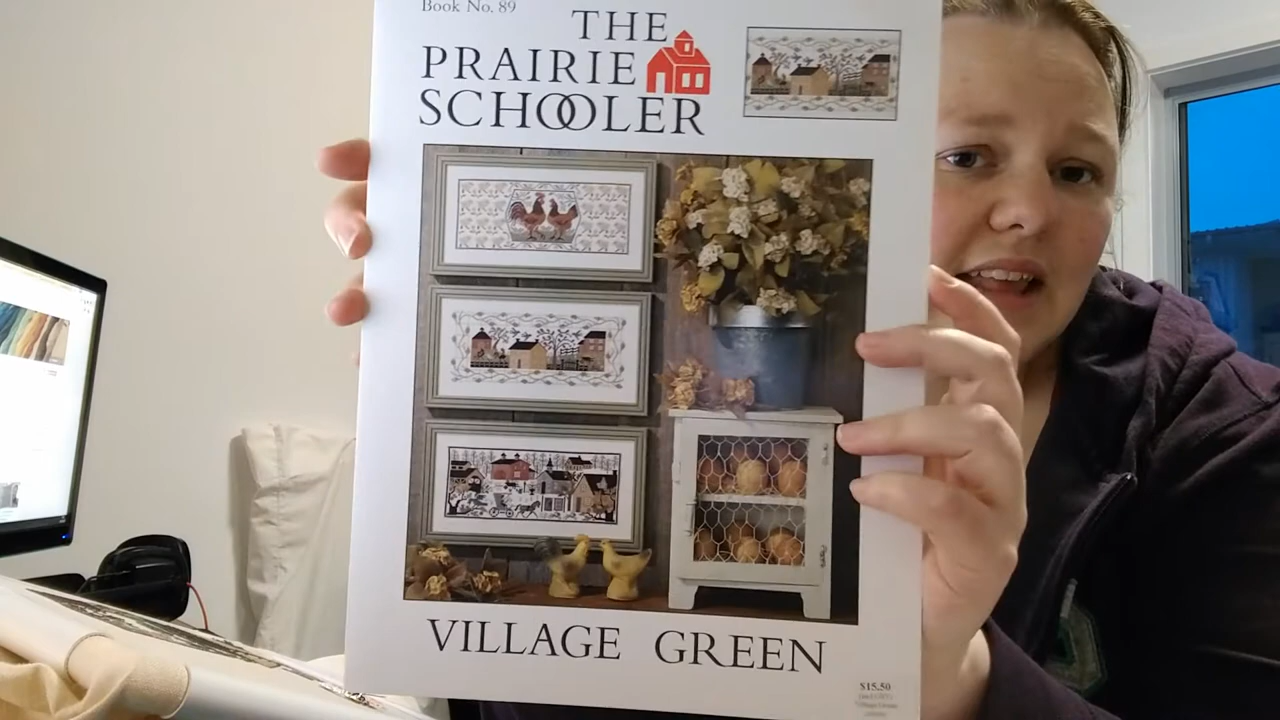 Book No. 89
THE
PRAIRIE
SCHOOLER
VILLAGE GREEN
$15.50